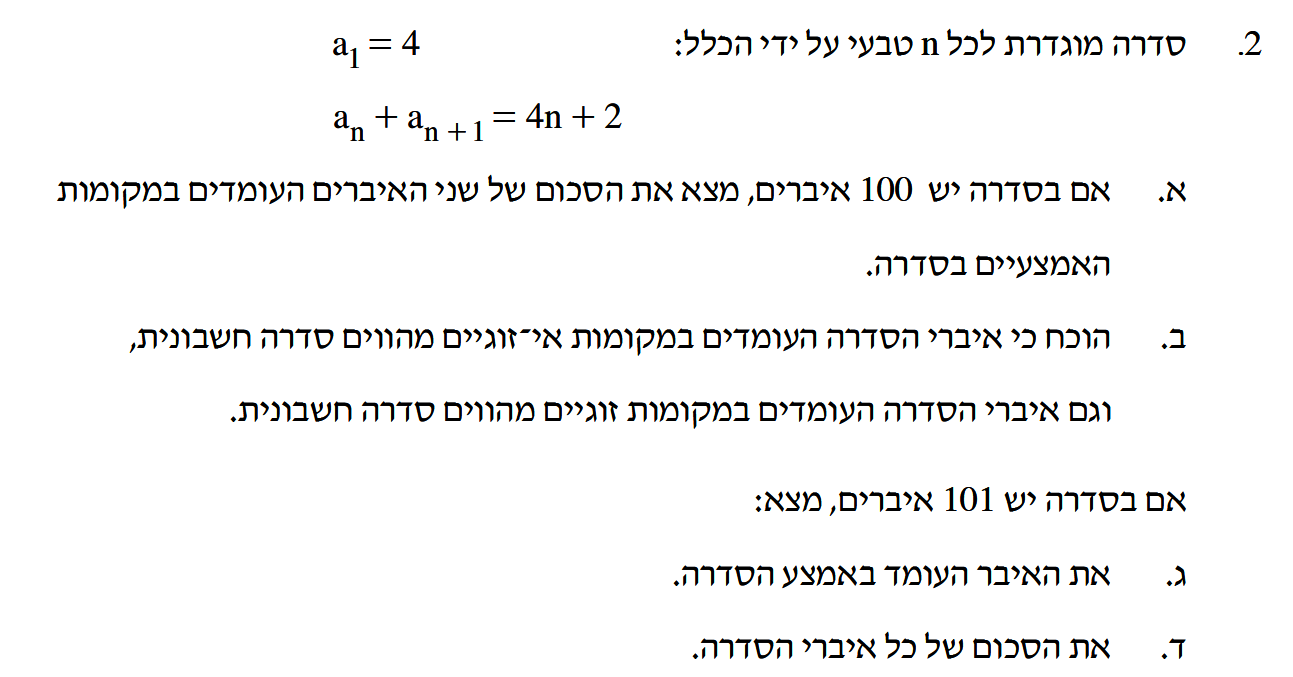 2. סדרה מוגדרת לכל n טבעי על ידי הכלל: a₁ = 4
aₙ + aₙ ₊ ₁ = 4n + 2
א. אם בסדרה יש 100 איברים, מצא את הסכום של שני האיברים העומדים במקומות
האמצעיים בסדרה.
ב. הוכח כי איברי הסדרה העומדים במקומות אי־זוגיים מהווים סדרה חשבונית,
וגם איברי הסדרה העומדים במקומות זוגיים מהווים סדרה חשבונית.
אם בסדרה יש 101 איברים, מצא:
ג. את האיבר העומד באמצע הסדרה.
ד. את הסכום של כל איברי הסדרה.